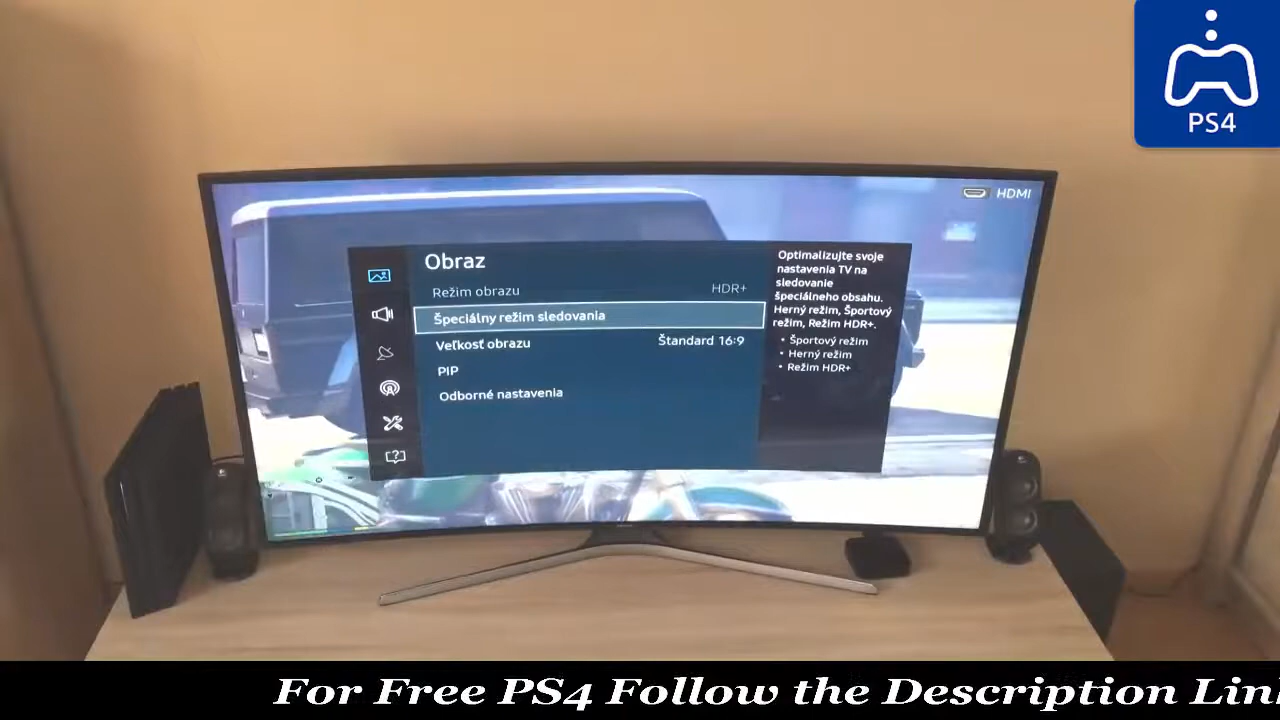 PS4
HDMI
Obraz
Režim obrazu HDR+
Špeciálny režim sledovania
Veľkosť obrazu Štandard 16:9
PIP
Odborné nastavenia
Optimalizujte svoje
nastavenia TV na
sledovanie
špeciálneho obsahu.
Herný režim, Športový
režim, Režim HDR+.
• Športový režim
• Herný režim
• Režim HDR+
For Free PS4 Follow the Description Lin